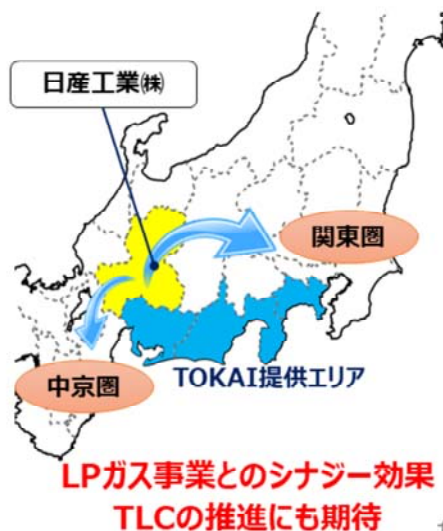 日産工業㈱
関東圏
中京圏
TOKAI提供エリア
LPガス事業とのシナジー効果
TLCの推進にも期待